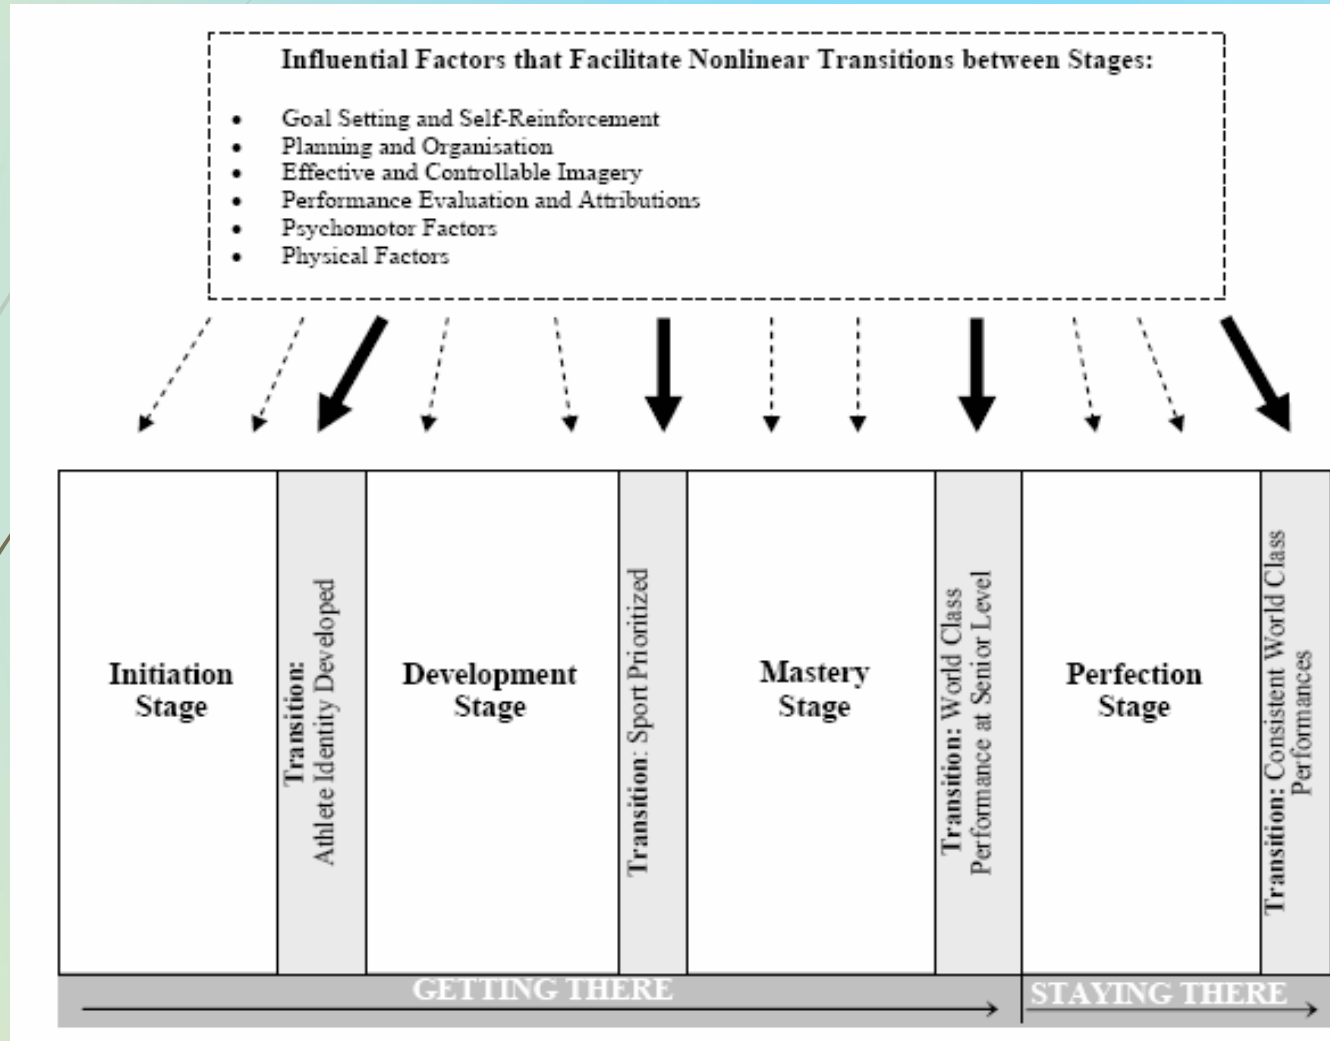 Influential Factors that Facilitate Nonlinear Transitions between Stages:
• Goal Setting and Self-Reinforcement
• Planning and Organisation
• Effective and Controllable Imagery
• Performance Evaluation and Attributions
• Psychomotor Factors
• Physical Factors
Initiation
Stage
Transition:
Athlete Identity Developed
Development
Stage
Transition: Sport Prioritized
Mastery
Stage
Transition: World Class
Performance at Senior Level
Perfection
Stage
Transition: Consistent World Class
Performances
GETTING THERE
STAYING THERE